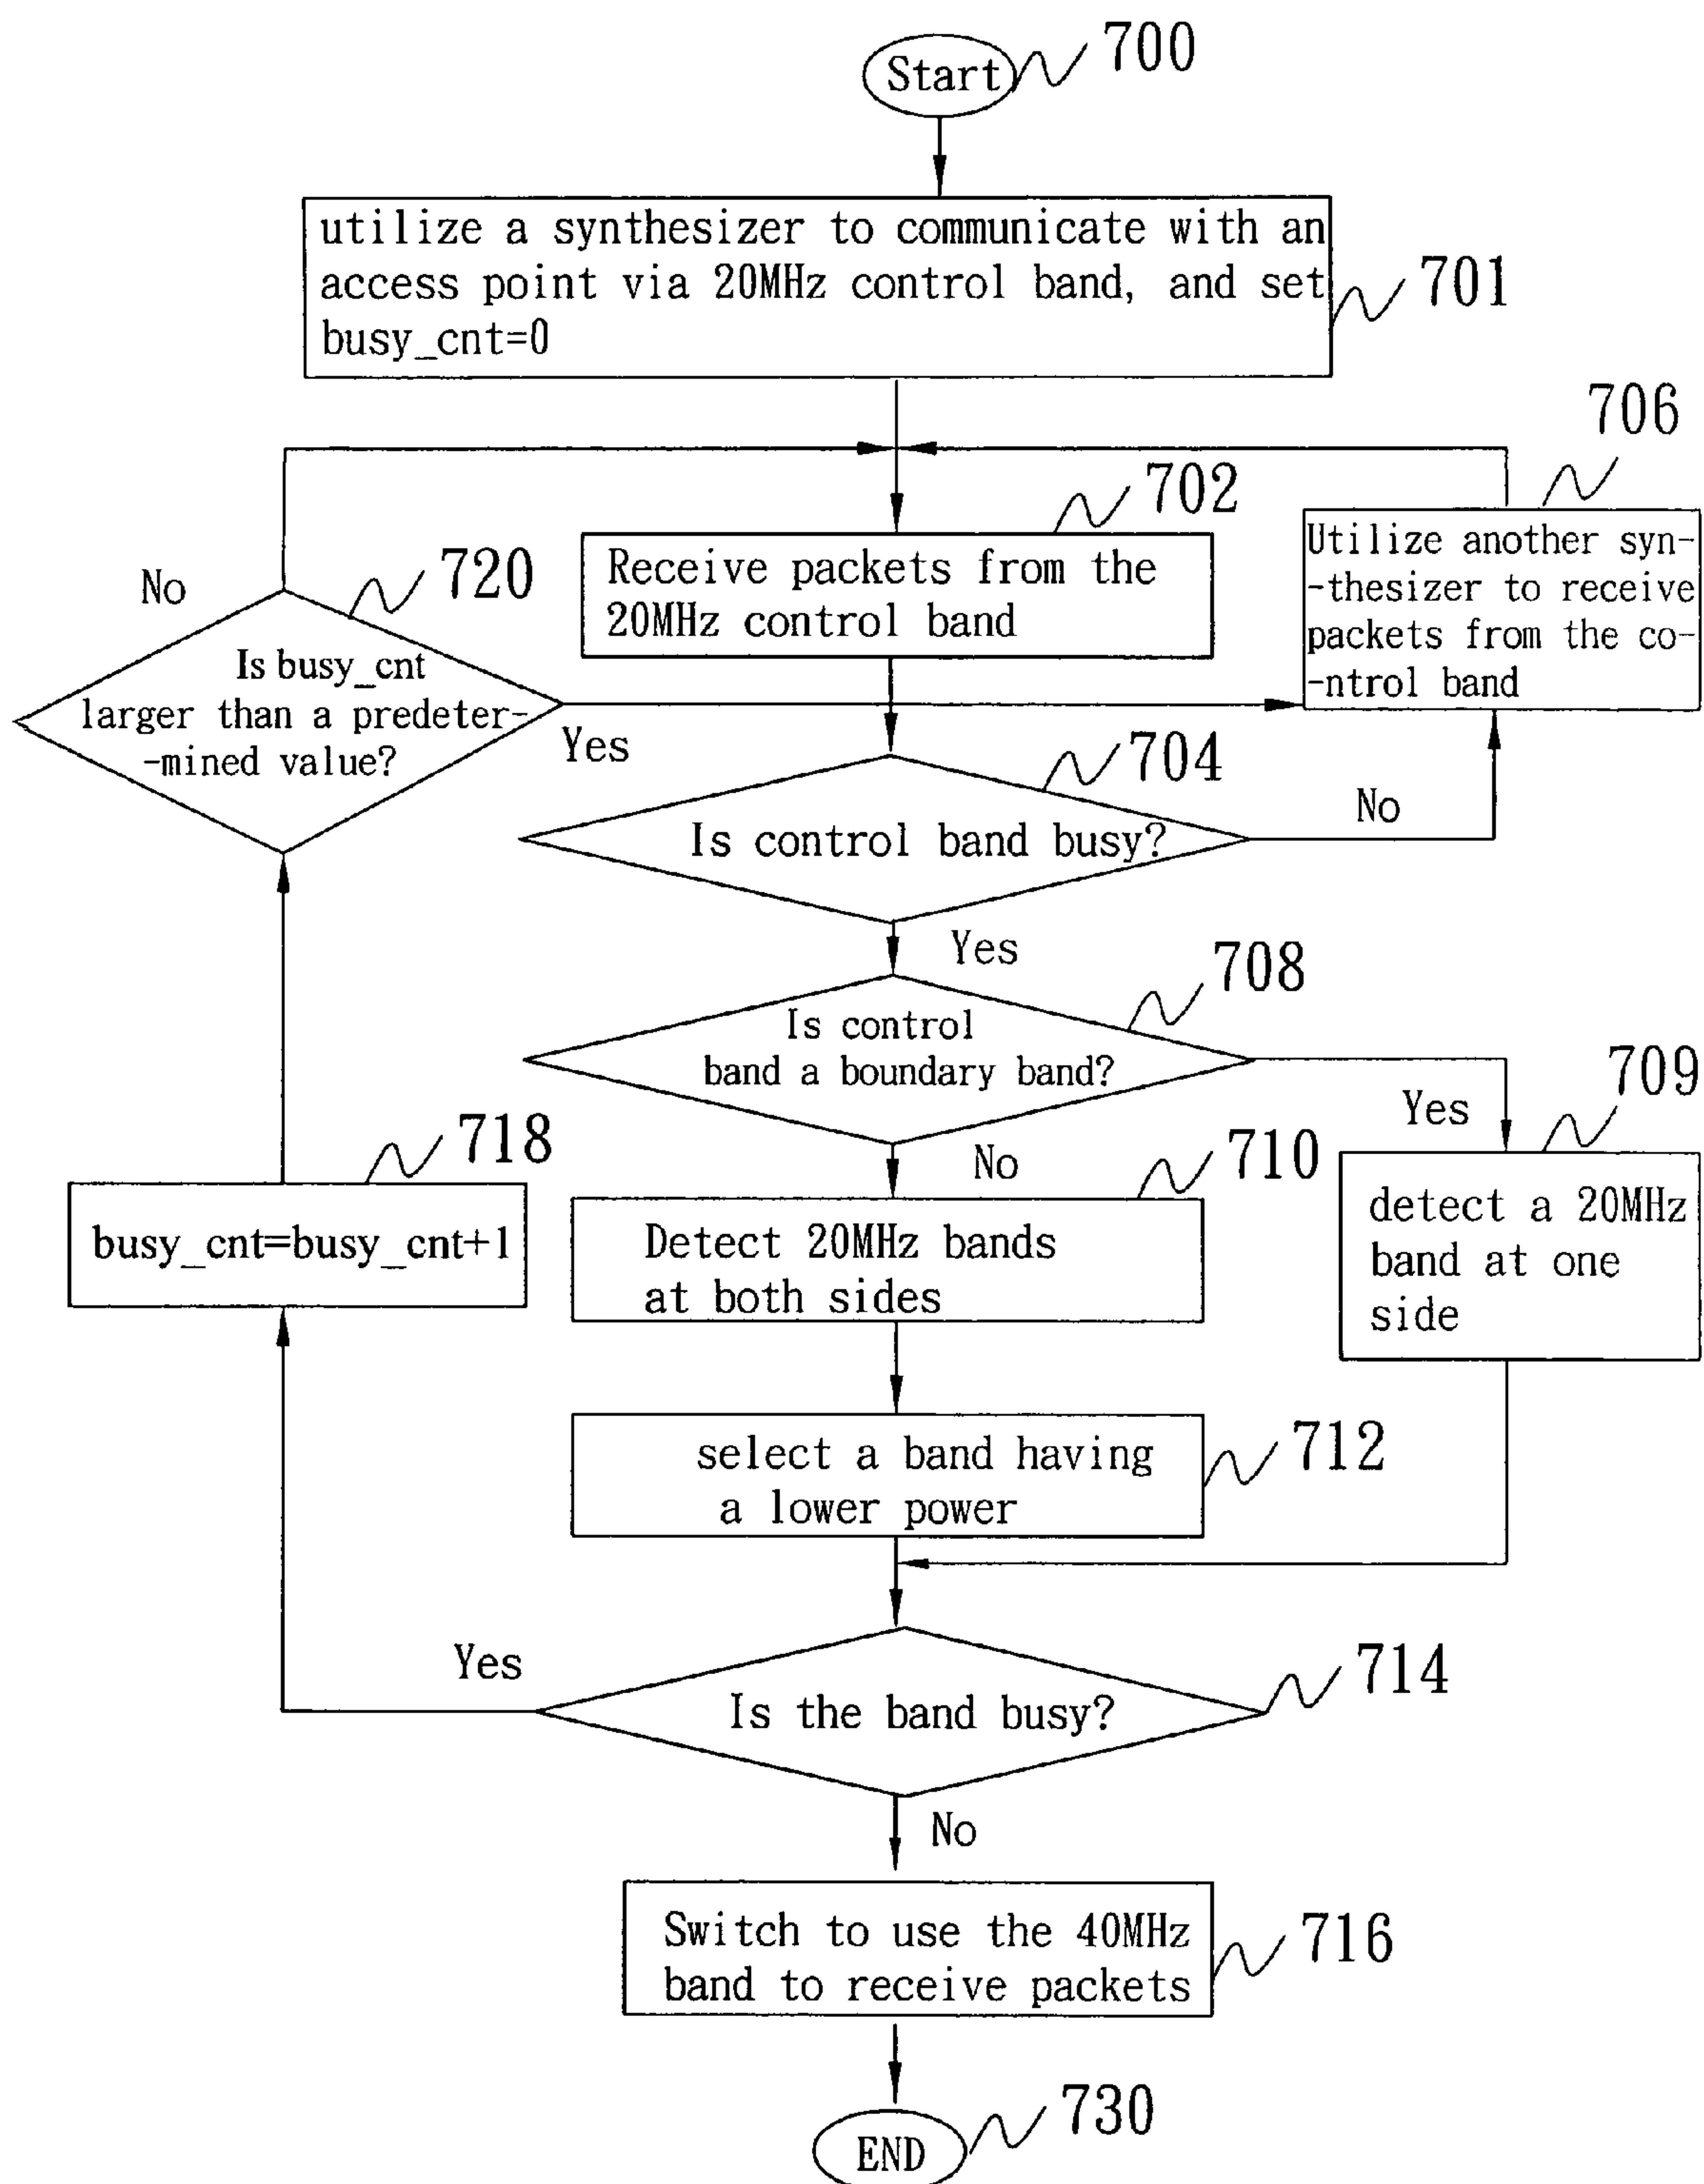 Start
700
utilize a synthesizer to communicate with an
access point via 20MHz control band, and set
busy_cnt=0
701
706
Utilize another syn-
-thesizer to receive
packets from the co-
-ntrol band
702
Receive packets from the
20MHz control band
No
720
Is busy_cnt
larger than a predeter-
-mined value?
Yes
704
Is control band busy?
No
Yes
708
Is control
band a boundary band?
Yes
709
detect a 20MHz
band at one
side
No
710
Detect 20MHz bands
at both sides
718
busy_cnt=busy_cnt+1
select a band having
a lower power
712
Yes
Is the band busy?
714
No
Switch to use the 40MHz
band to receive packets
716
END
730